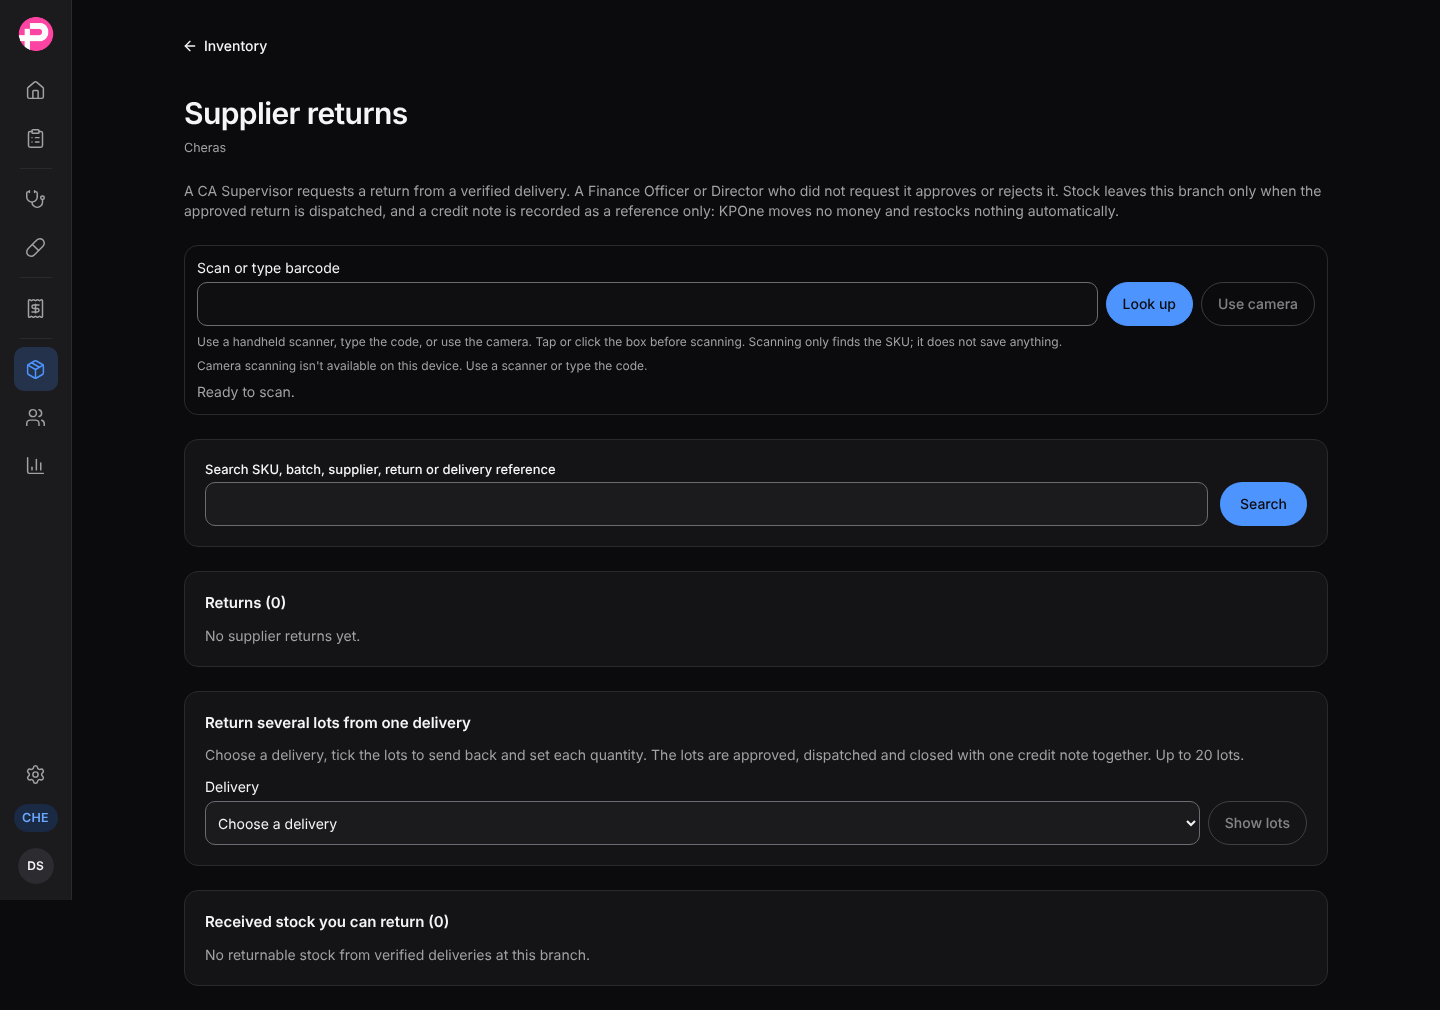 Inventory
Supplier returns
Cheras
A CA Supervisor requests a return from a verified delivery. A Finance Officer or Director who did not request it approves or rejects it. Stock leaves this branch only when the
approved return is dispatched, and a credit note is recorded as a reference only: KPOne moves no money and restocks nothing automatically.
Scan or type barcode
Look up
Use camera
Use a handheld scanner, type the code, or use the camera. Tap or click the box before scanning. Scanning only finds the SKU; it does not save anything.
Camera scanning isn't available on this device. Use a scanner or type the code.
Ready to scan.
Search SKU, batch, supplier, return or delivery reference
Search
Returns (0)
No supplier returns yet.
Return several lots from one delivery
Choose a delivery, tick the lots to send back and set each quantity. The lots are approved, dispatched and closed with one credit note together. Up to 20 lots.
Delivery
Choose a delivery
Show lots
Received stock you can return (0)
No returnable stock from verified deliveries at this branch.
CHE
DS